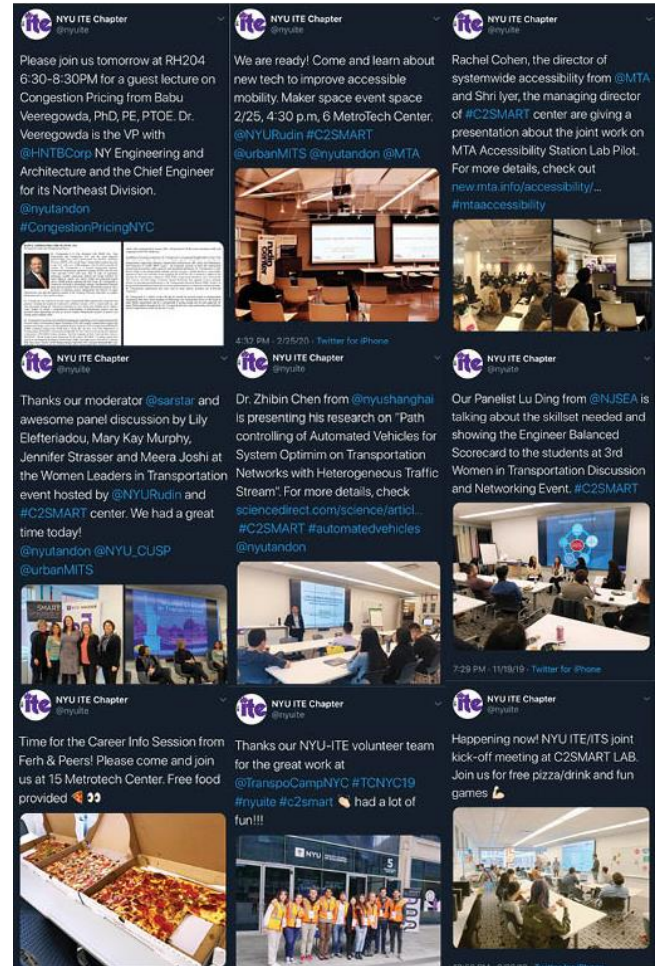 NYU ITE Chapter
@nyuite
Please join us tomorrow at RH204
6:30-8:30PM for a guest lecture on
Congestion Pricing from Babu
Veeregowda, PhD, PE, PTOE. Dr.
Veeregowda is the VP with
@HNTBCorp NY Engineering and
Architecture and the Chief Engineer
for its Northeast Division.
@nyutandon
#CongestionPricingNYC
NYU ITE Chapter
@nyuite
We are ready! Come and learn about
new tech to improve accessible
mobility. Maker space event space
2/25, 4:30 p.m, 6 MetroTech Center.
@NYURudin #C2SMART
@urbanMITS @nyutandon @MTA
4:32 PM · 2/25/20 · Twitter for iPhone
NYU ITE Chapter
@nyuite
Rachel Cohen, the director of
systemwide accessibility from @MTA
and Shri Iyer, the managing director
of #C2SMART center are giving a
presentation about the joint work on
MTA Accessibility Station Lab Pilot.
For more details, check out
new.mta.info/accessibility/...
#mtaaccessibility
NYU ITE Chapter
@nyuite
Thanks our moderator @sarstar and
awesome panel discussion by Lily
Elefteriadou, Mary Kay Murphy,
Jennifer Strasser and Meera Joshi at
the Women Leaders in Transportation
event hosted by @NYURudin and
#C2SMART center. We had a great
time today!
@nyutandon @NYU_CUSP
@urbanMITS
SMART
NYU ITE Chapter
@nyuite
Dr. Zhibin Chen from @nyushanghai
is presenting his research on "Path
controlling of Automated Vehicles for
System Optimim on Transportation
Networks with Heterogeneous Traffic
Stream". For more details, check
sciencedirect.com/science/articl...
#C2SMART #automatedvehicles
@nyutandon
NYU ITE Chapter
@nyuite
Our Panelist Lu Ding from @NJSEA is
talking about the skillset needed and
showing the Engineer Balanced
Scorecard to the students at 3rd
Women in Transportation Discussion
and Networking Event. #C2SMART
7:29 PM · 11/19/19 · Twitter for iPhone
NYU ITE Chapter
@nyuite
Time for the Career Info Session from
Ferh & Peers! Please come and join
us at 15 Metrotech Center. Free food
provided 🍕 👀
NYU ITE Chapter
@nyuite
Thanks our NYU-ITE volunteer team
for the great work at
@TranspoCampNYC #TCNYC19
#nyuite #c2smart 👏 had a lot of
fun!!!
NYU
5
NYU ITE Chapter
@nyuite
Happening now! NYU ITE/ITS joint
kick-off meeting at C2SMART LAB.
Join us for free pizza/drink and fun
games 💪